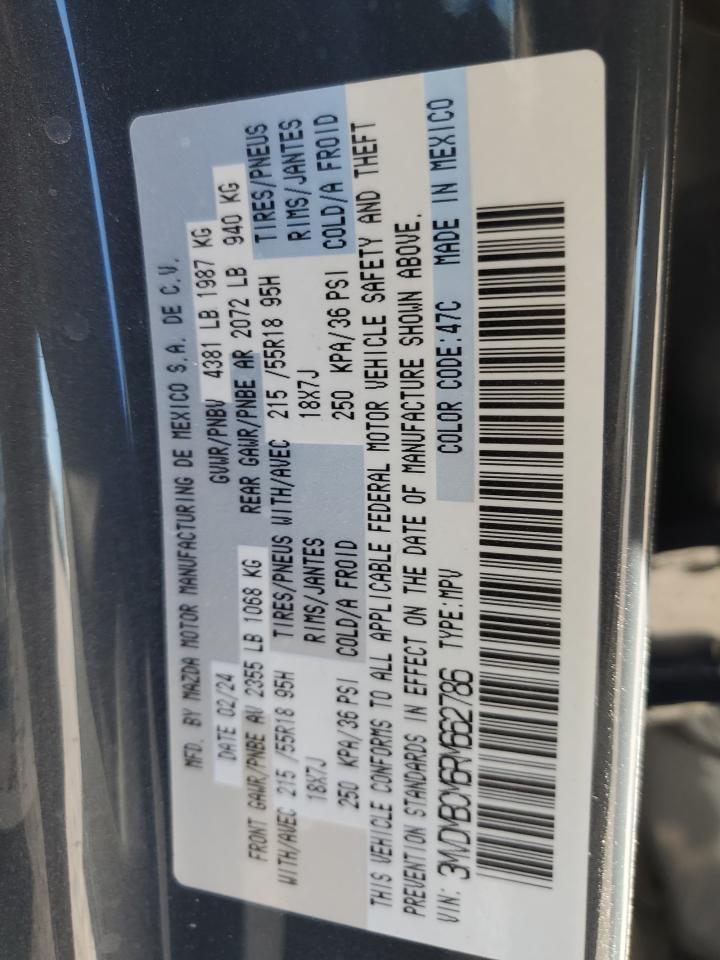 MFD. BY MAZDA MOTOR MANUFACTURING DE MEXICO S.A. DE C.V.
DATE 02/24 GVWR/PNBV 4381 LB 1987 KG
FRONT GAWR/PNBE AV 2355 LB 1068 KG REAR GAWR/PNBE AR 2072 LB 940 KG
WITH/AVEC 215 /55R18 95H TIRES/PNEUS WITH/AVEC 215 /55R18 95H TIRES/PNEUS
18X7J RIMS/JANTES 18X7J RIMS/JANTES
250 KPA/36 PSI COLD/A FROID 250 KPA/36 PSI COLD/A FROID
THIS VEHICLE CONFORMS TO ALL APPLICABLE FEDERAL MOTOR VEHICLE SAFETY AND THEFT
PREVENTION STANDARDS IN EFFECT ON THE DATE OF MANUFACTURE SHOWN ABOVE.
VIN: 3MVDMBCM6RM662786 TYPE:MPV COLOR CODE:47C MADE IN MEXICO